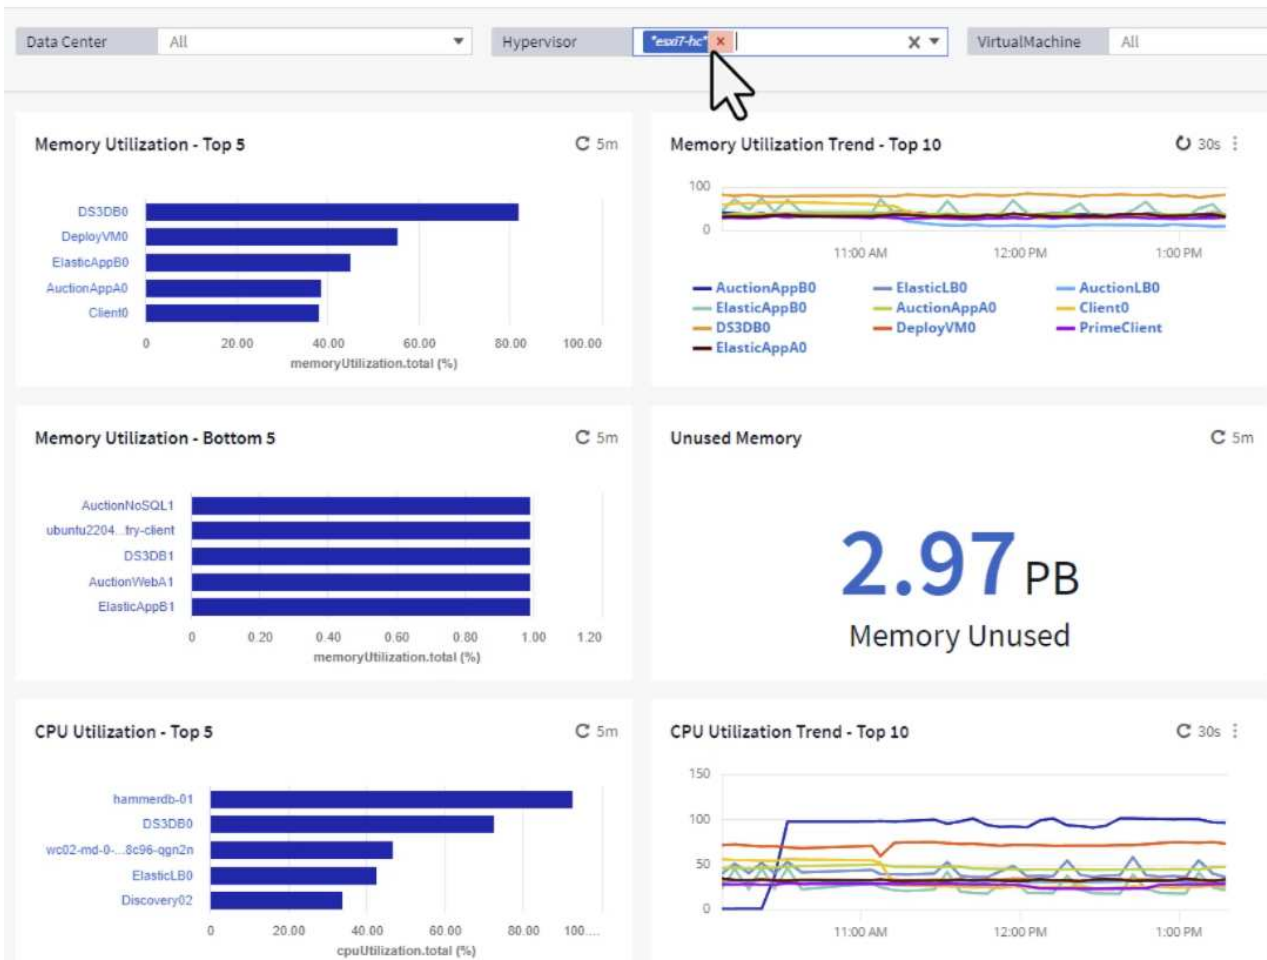 Data Center All Hypervisor *esxi7-hc* × VirtualMachine All
Memory Utilization - Top 5 5m
DS3DB0
DeployVM0
ElasticAppB0
AuctionAppA0
Client0
0 20.00 40.00 60.00 80.00 100.00
memoryUtilization.total (%)
Memory Utilization Trend - Top 10 30s
100
0
11:00 AM 12:00 PM 1:00 PM
AuctionAppB0 ElasticLB0 AuctionLB0
ElasticAppB0 AuctionAppA0 Client0
DS3DB0 DeployVM0 PrimeClient
ElasticAppA0
Memory Utilization - Bottom 5 5m
AuctionNoSQL1
ubuntu2204...try-client
DS3DB1
AuctionWebA1
ElasticAppB1
0 0.20 0.40 0.60 0.80 1.00 1.20
memoryUtilization.total (%)
Unused Memory 5m
2.97 PB
Memory Unused
CPU Utilization - Top 5 5m
hammerdb-01
DS3DB0
wc02-md-0-...8c96-qgn2n
ElasticLB0
Discovery02
0 20.00 40.00 60.00 80.00 100....
cpuUtilization.total (%)
CPU Utilization Trend - Top 10 30s
150
100
50
0
11:00 AM 12:00 PM 1:00 PM